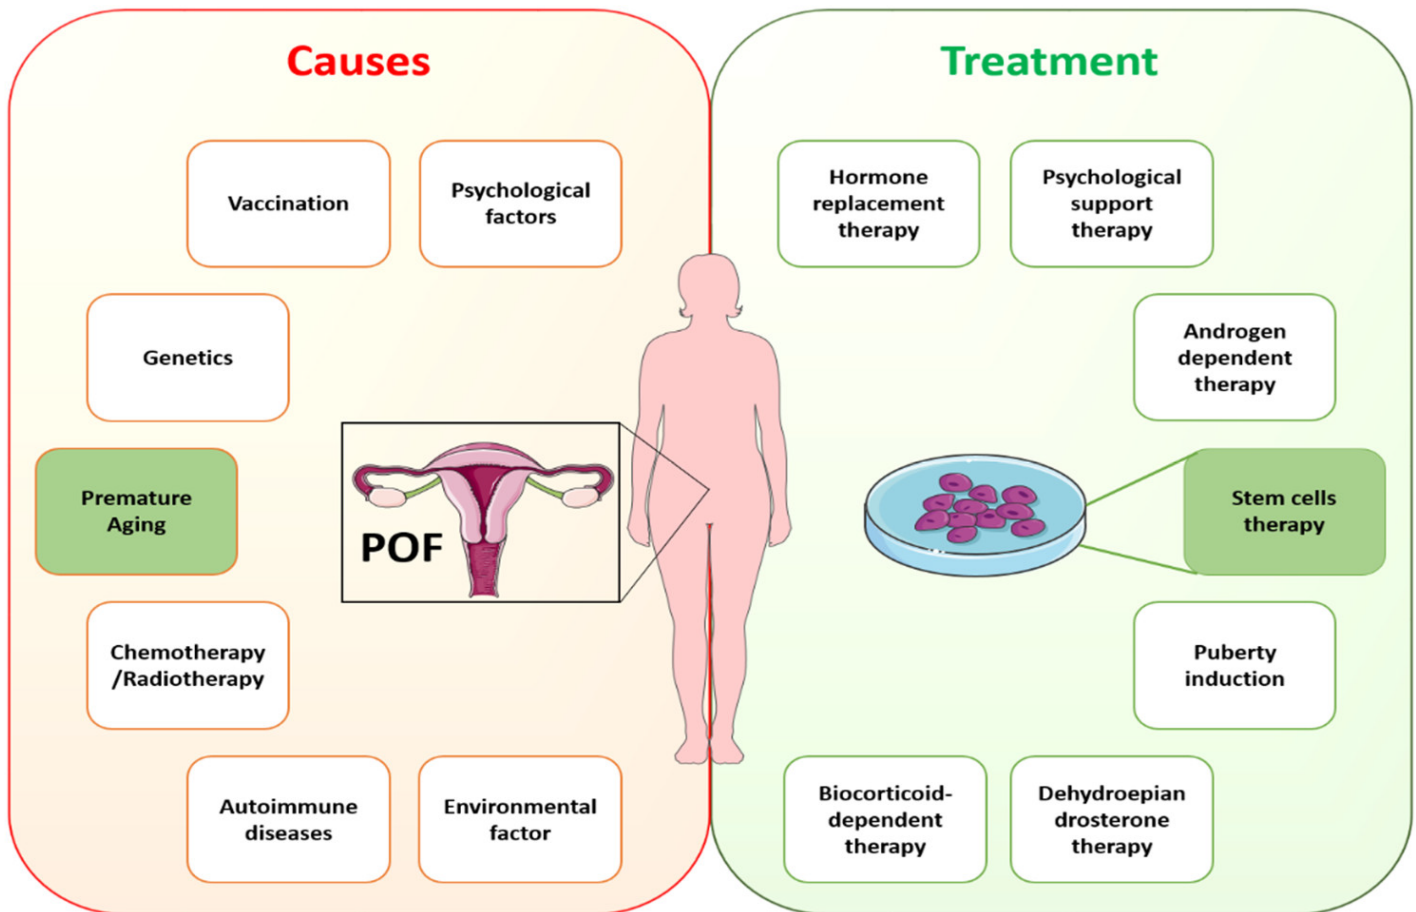 Causes
Vaccination
Psychological
factors
Genetics
Premature
Aging
Chemotherapy
/Radiotherapy
Autoimmune
diseases
Environmental
factor
POF
Treatment
Hormone
replacement
therapy
Psychological
support
therapy
Androgen
dependent
therapy
Stem cells
therapy
Puberty
induction
Biocorticoid-
dependent
therapy
Dehydroepian
drosterone
therapy